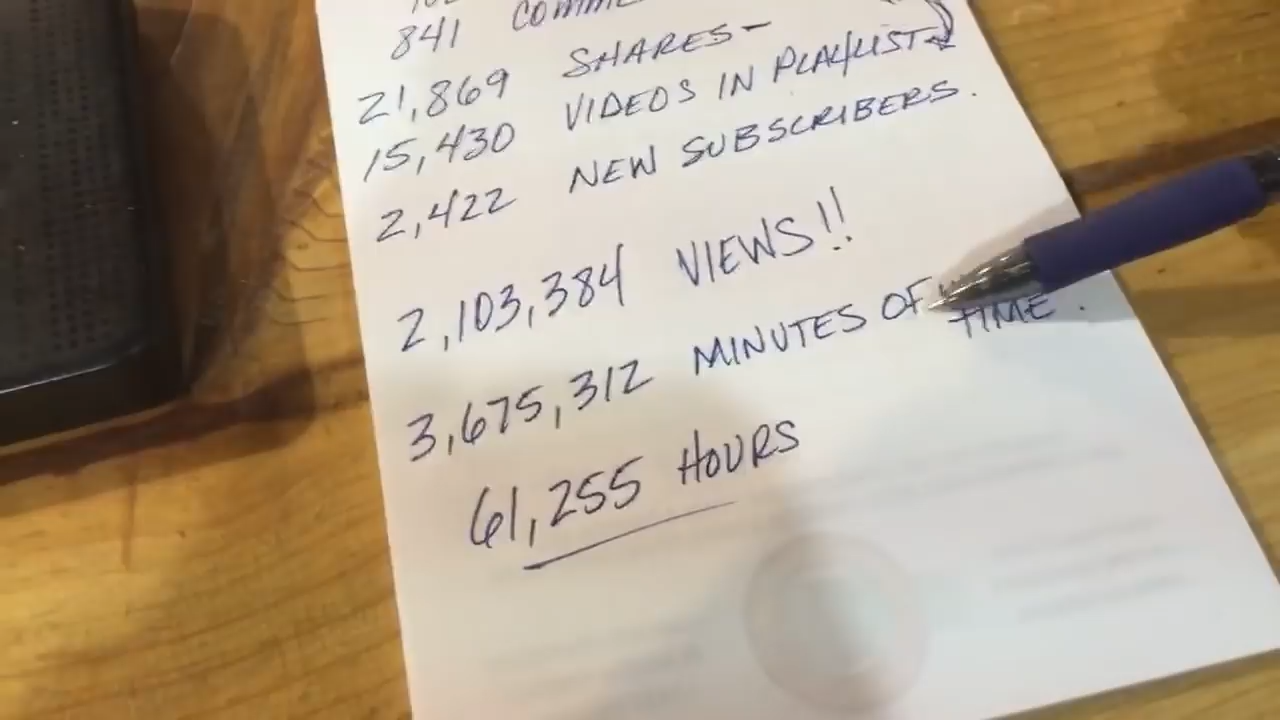 841
21,869 SHARES-
15,430 VIDEOS IN PLAYLIST
2,422 NEW SUBSCRIBERS.
2,103,384 VIEWS!!
3,675,312 MINUTES OF
TIME.
61,255 HOURS